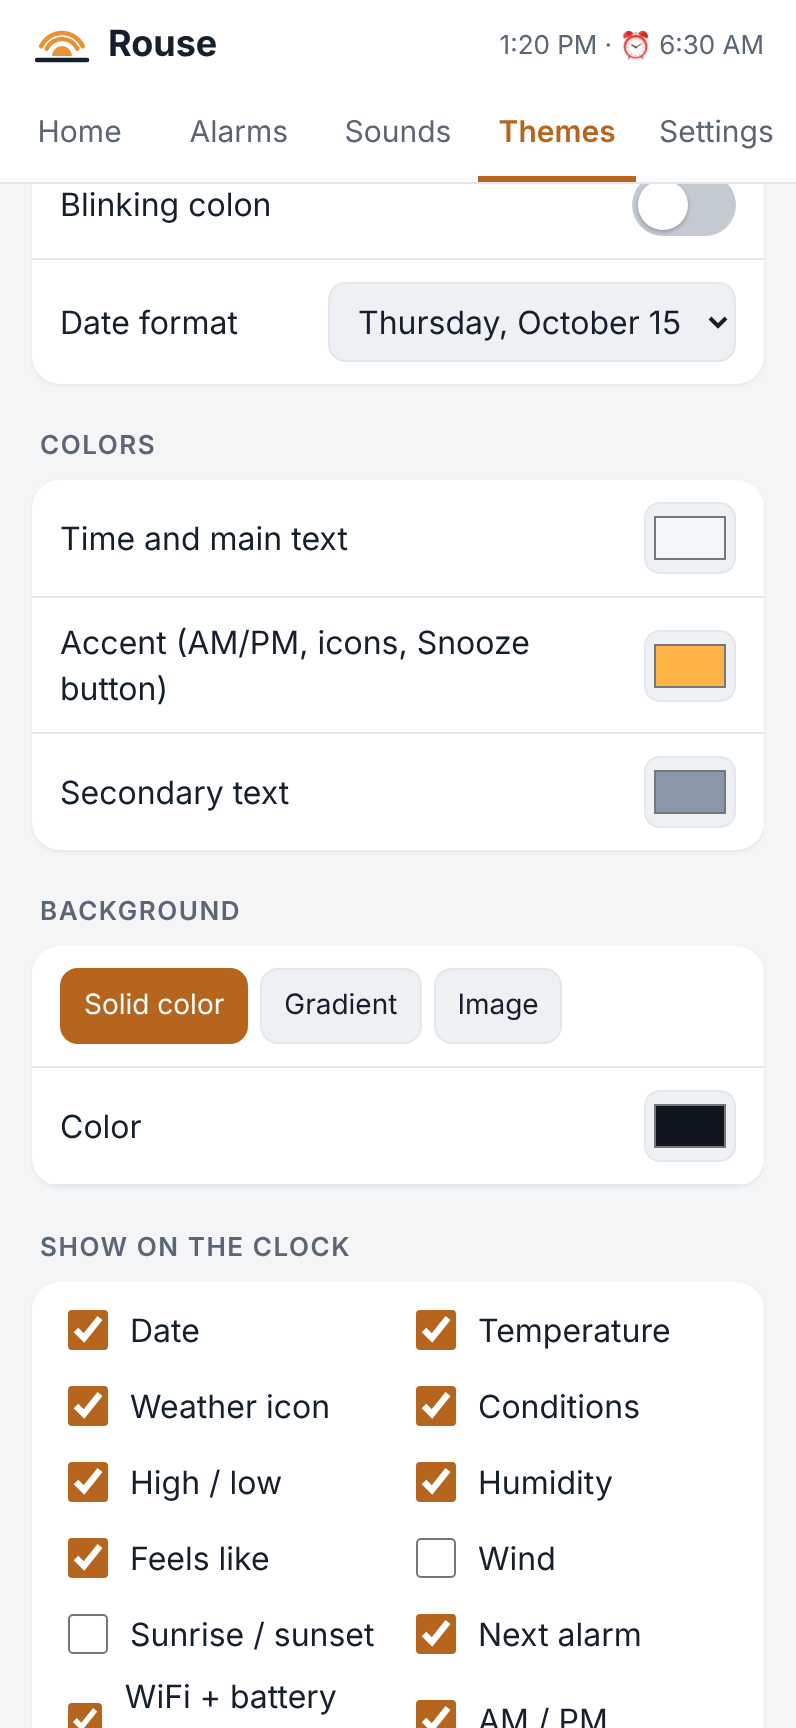 Rouse
1:20 PM · ⏰ 6:30 AM
Home Alarms Sounds Themes Settings
Blinking colon
Date format Thursday, October 15
COLORS
Time and main text
Accent (AM/PM, icons, Snooze
button)
Secondary text
BACKGROUND
Solid color Gradient Image
Color
SHOW ON THE CLOCK
Date Temperature
Weather icon Conditions
High / low Humidity
Feels like Wind
Sunrise / sunset Next alarm
WiFi + battery
AM / PM